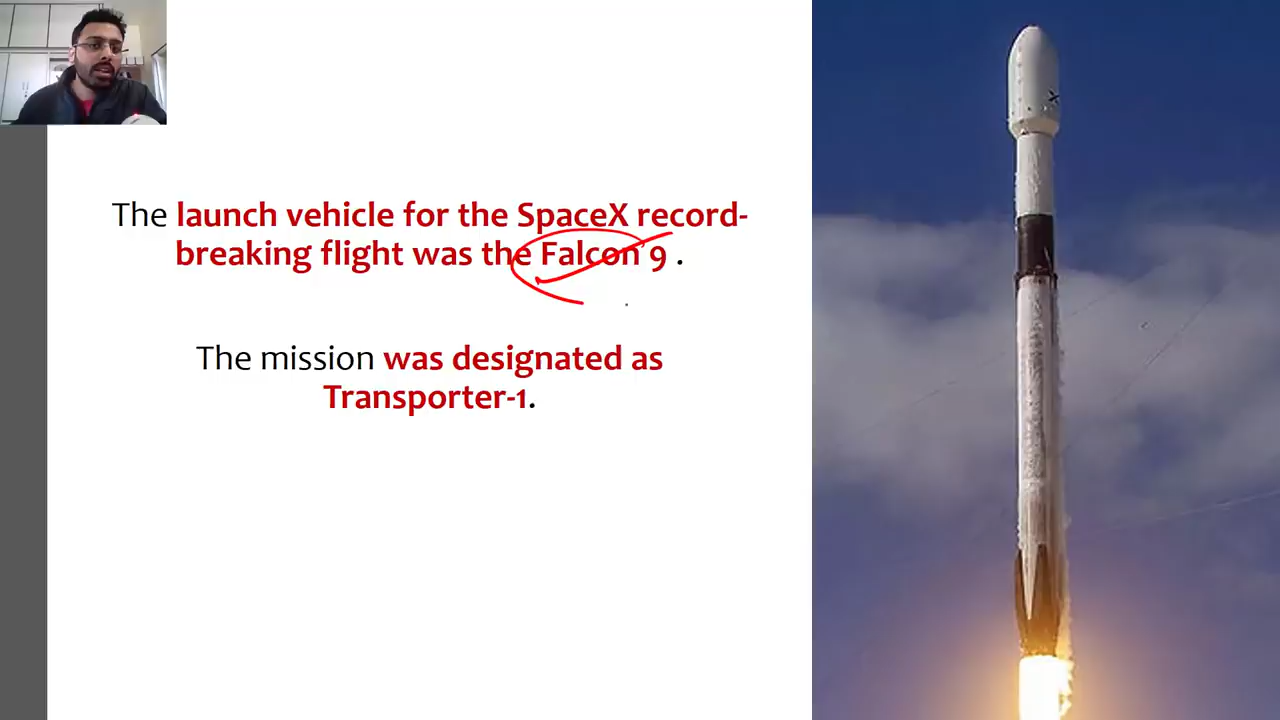 The launch vehicle for the SpaceX record-
breaking flight was the Falcon 9 .
The mission was designated as
Transporter-1.